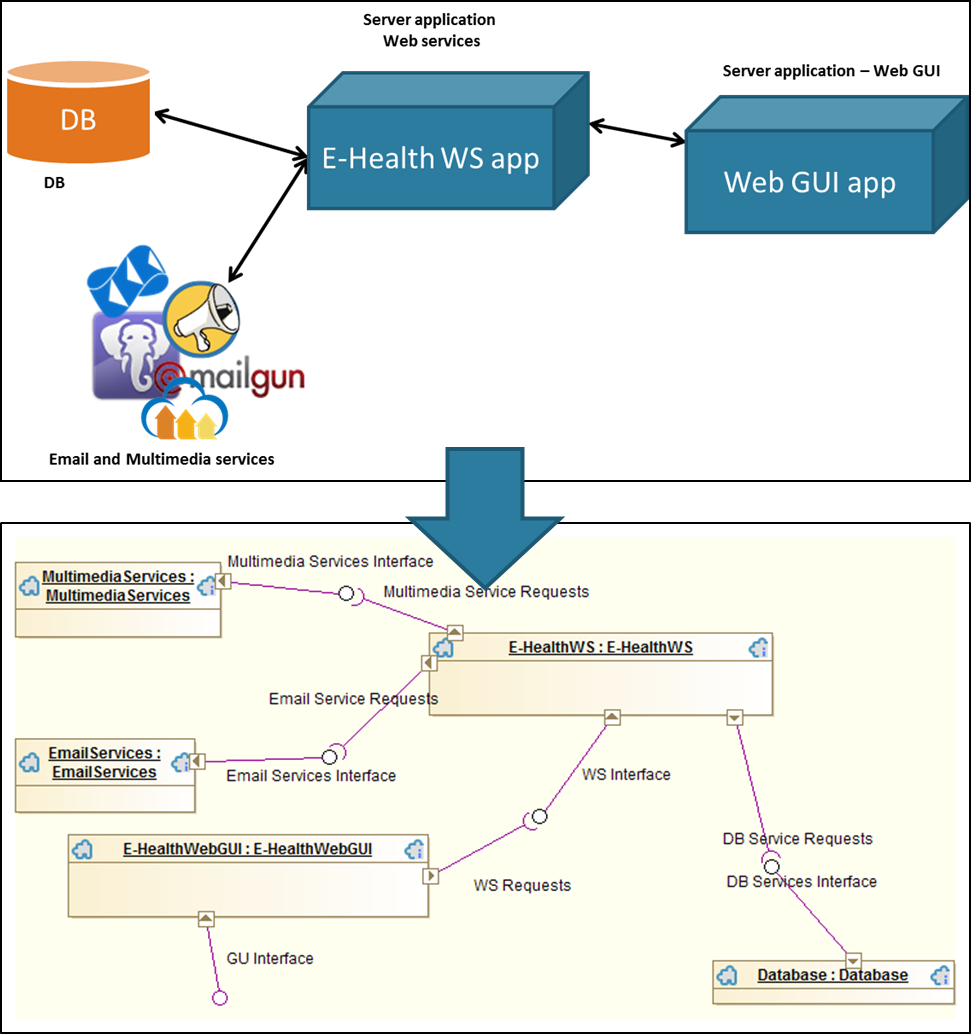 Server application
Web services
Server application – Web GUI
DB
E-Health WS app
Web GUI app
DB
mailgun
Email and Multimedia services
Multimedia Services Interface
MultimediaServices :
MultimediaServices
Multimedia Service Requests
E-HealthWS : E-HealthWS
Email Service Requests
EmailServices :
EmailServices
Email Services Interface
WS Interface
E-HealthWebGUI : E-HealthWebGUI
DB Service Requests
WS Requests
DB Services Interface
GU Interface
Database : Database